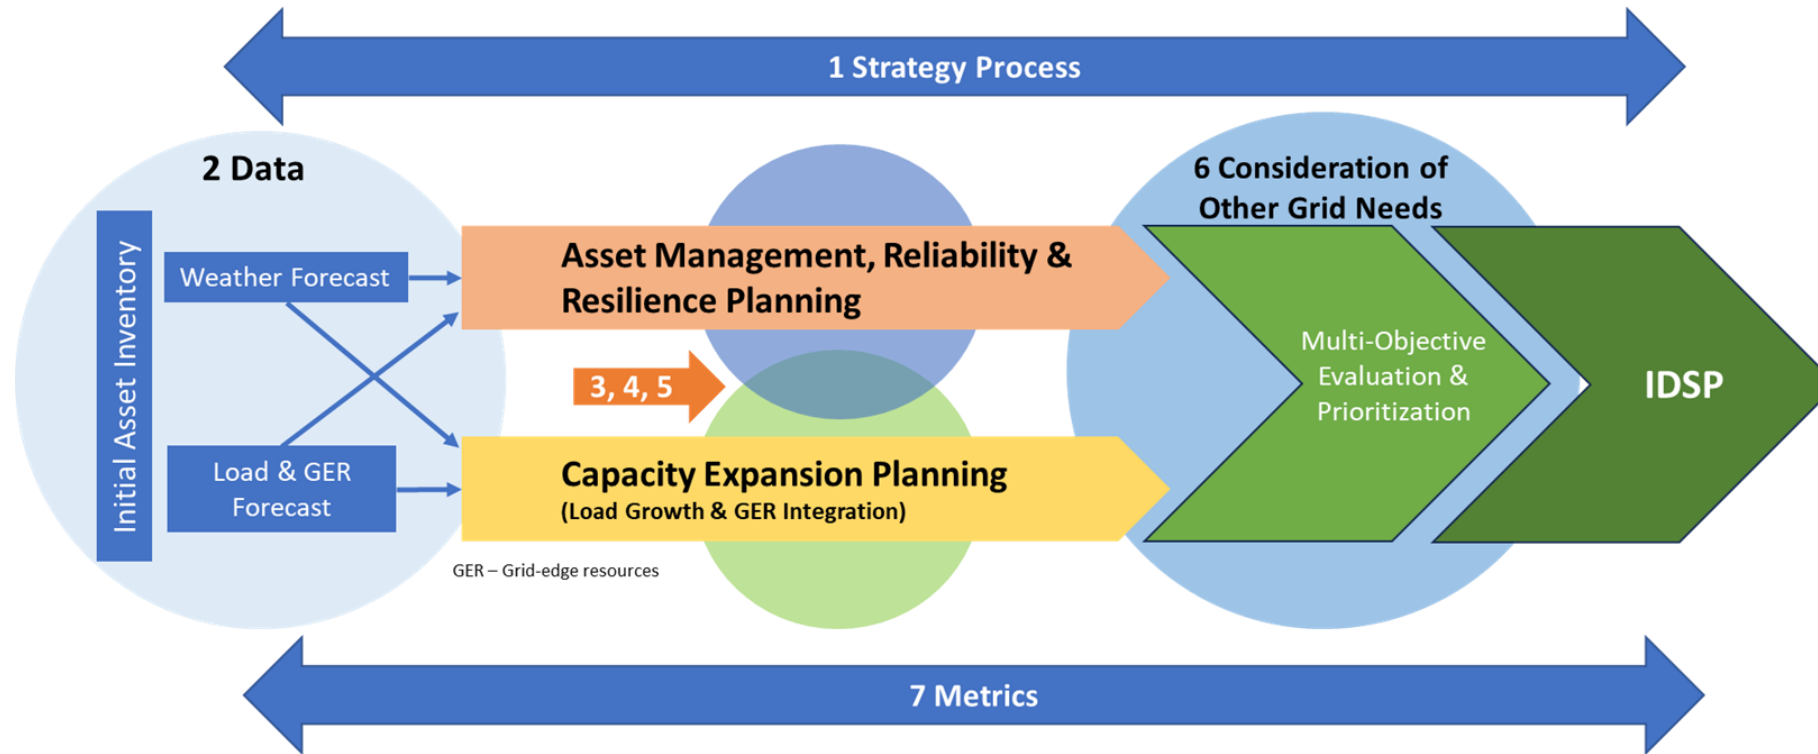 1 Strategy Process
2 Data
Initial Asset Inventory
Weather Forecast
Load & GER
Forecast
Asset Management, Reliability &
Resilience Planning
3, 4, 5
Capacity Expansion Planning
(Load Growth & GER Integration)
GER – Grid-edge resources
6 Consideration of
Other Grid Needs
Multi-Objective
Evaluation &
Prioritization
IDSP
7 Metrics